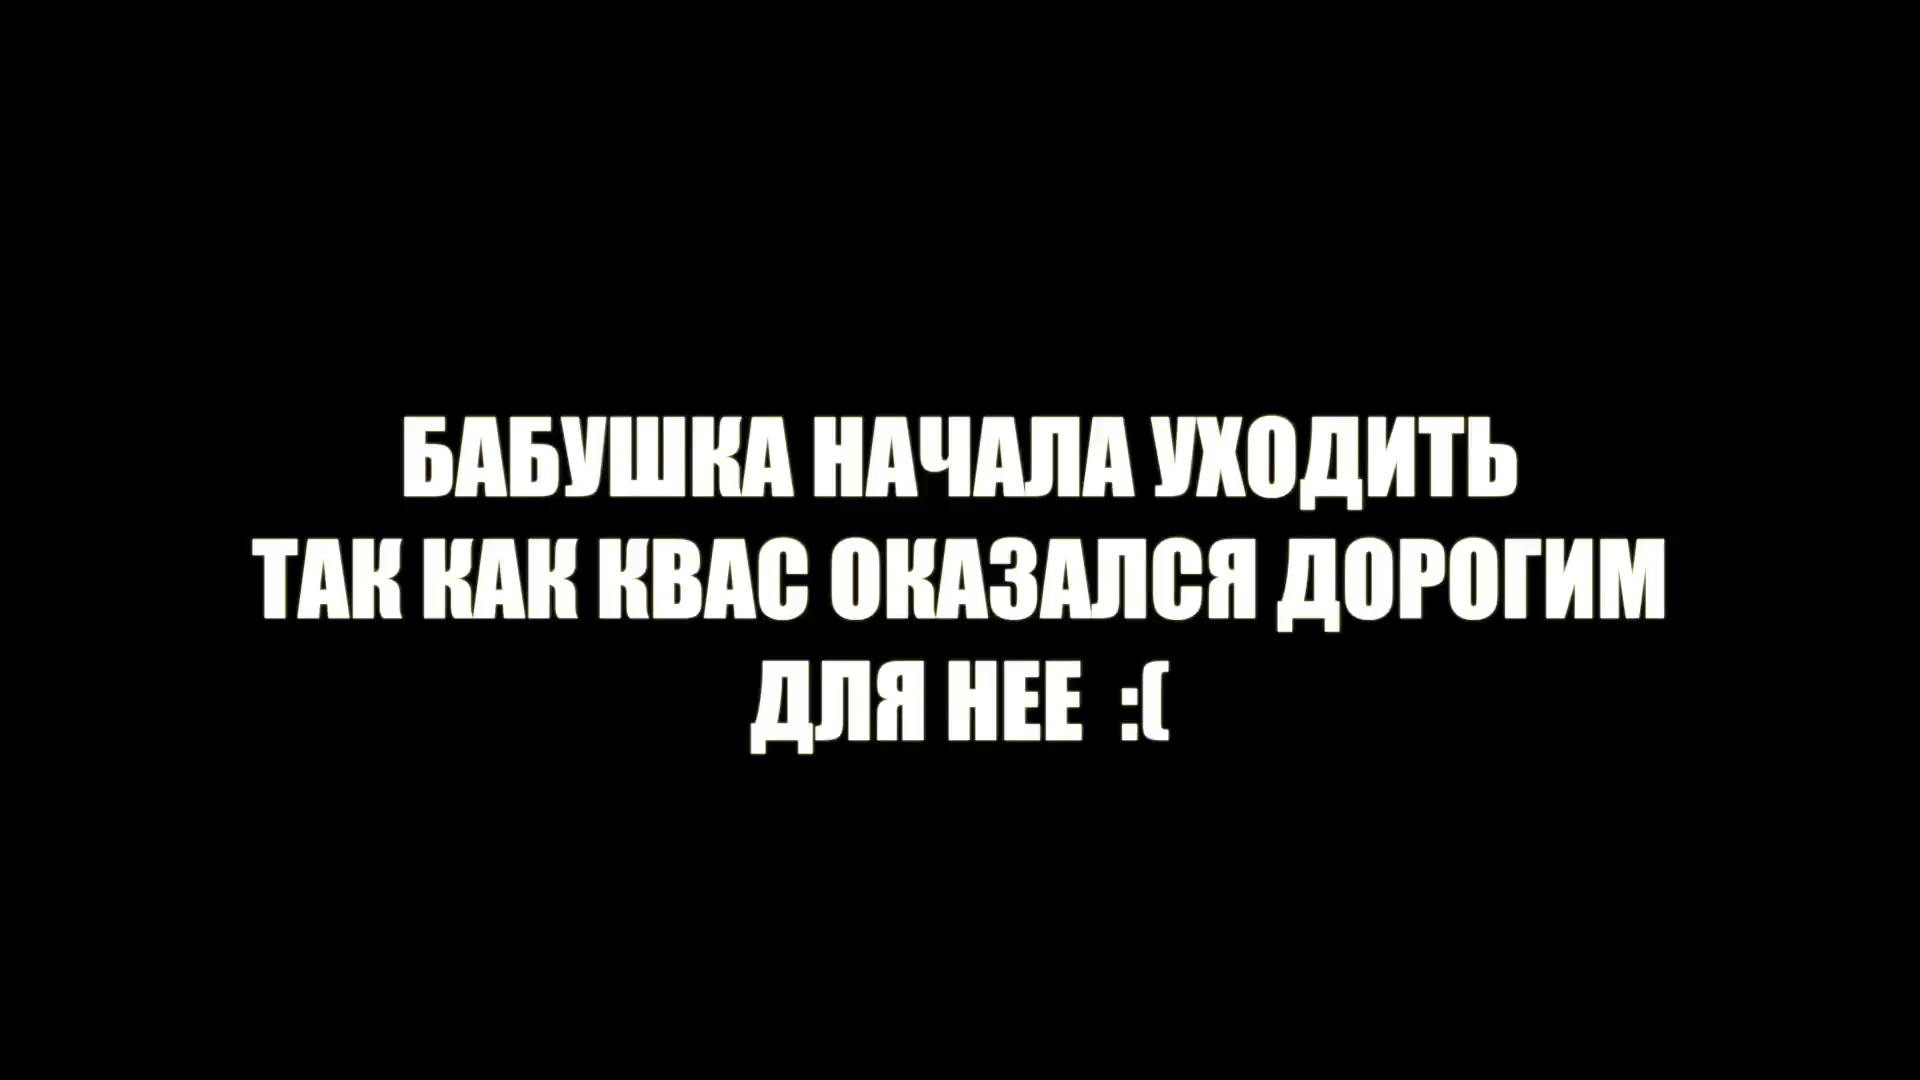 БАБУШКА НАЧАЛА УХОДИТЬ
ТАК КАК КВАС ОКАЗАЛСЯ ДОРОГИМ
ДЛЯ НЕЕ  :(